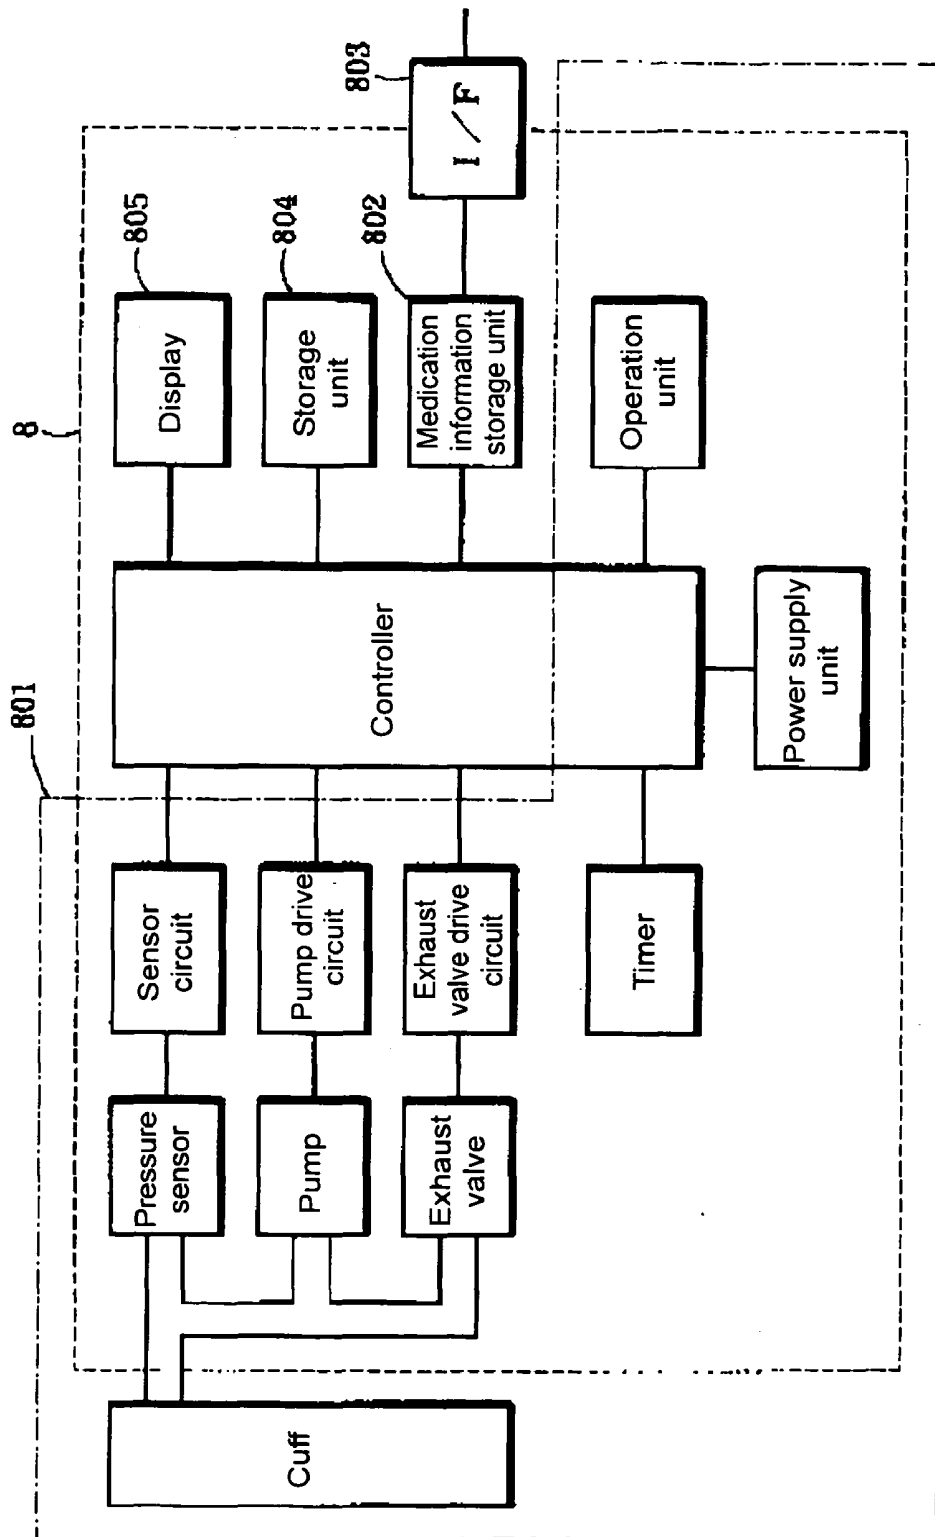 801
8
803
805
804
802
Cuff
Pressure
sensor
Sensor
circuit
Display
Pump
Pump drive
circuit
Controller
Storage
unit
Exhaust
valve
Exhaust
valve drive
circuit
Medication
information
storage unit
I/F
Timer
Operation
unit
Power supply
unit